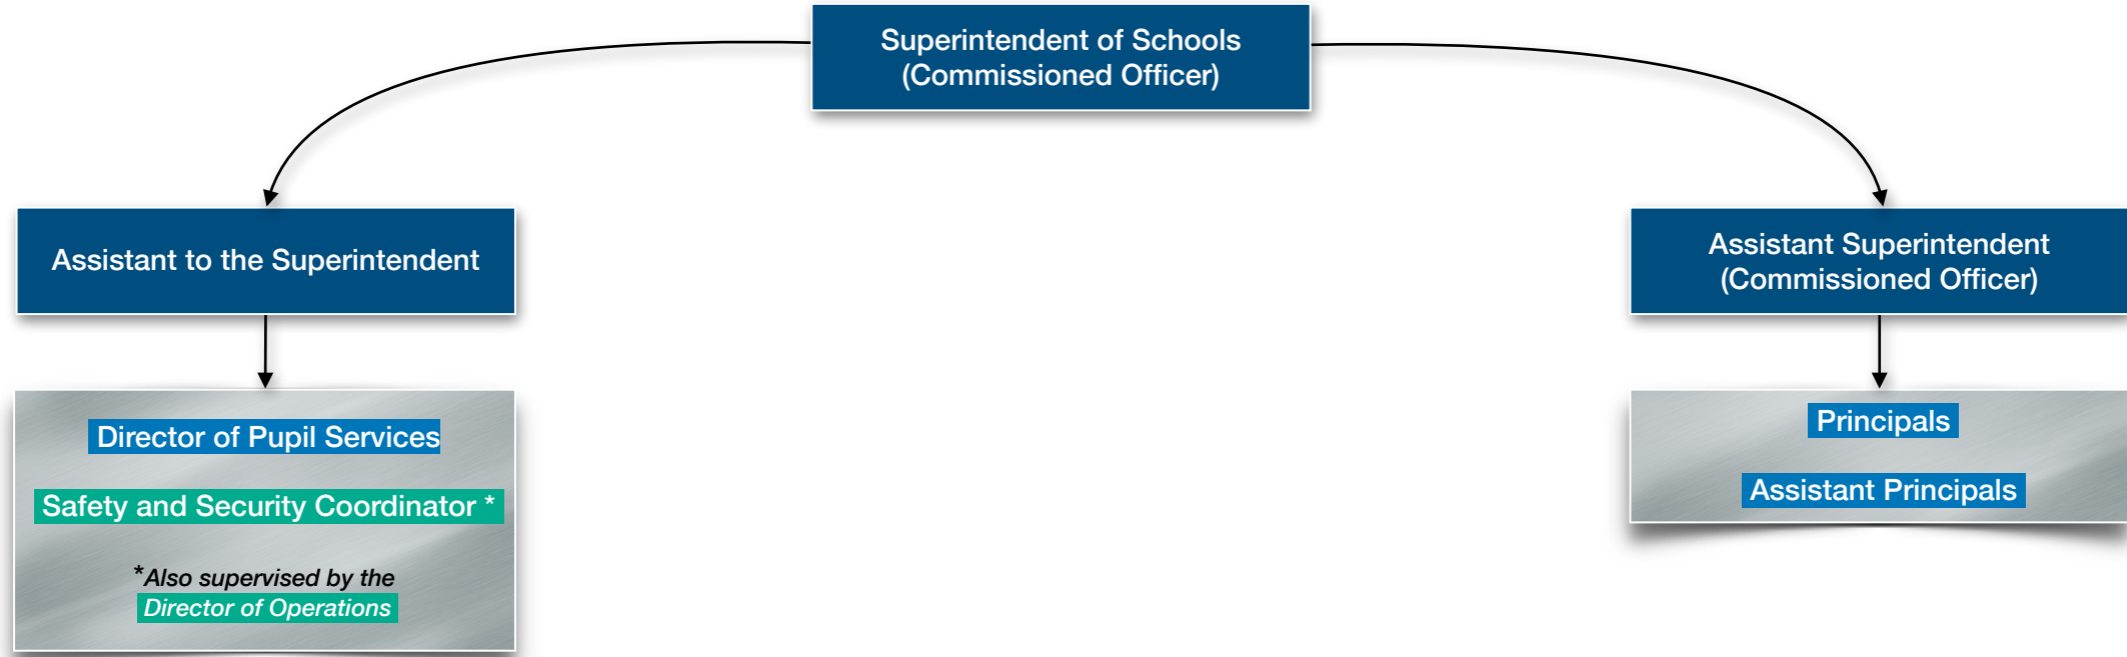 Superintendent of Schools
(Commissioned Officer)
Assistant to the Superintendent
Assistant Superintendent
(Commissioned Officer)
Director of Pupil Services
Safety and Security Coordinator *
*Also supervised by the
Director of Operations
Principals
Assistant Principals